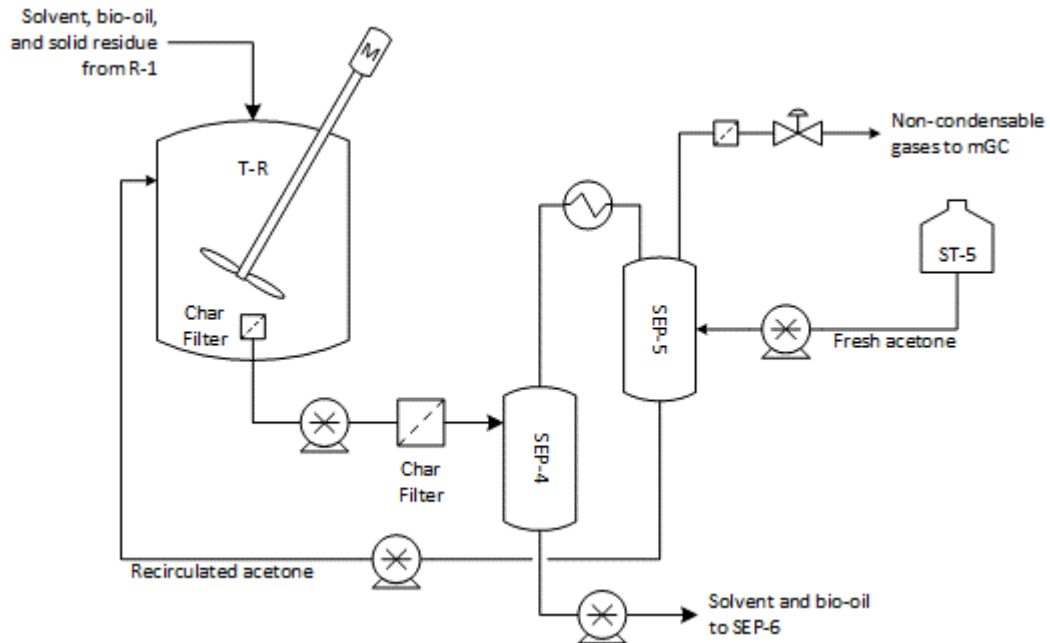 Solvent, bio-oil,
and solid residue
from R-1
M
T-R
Non-condensable
gases to mGC
ST-5
Char
Filter
SEP-5
Fresh acetone
SEP-4
Char
Filter
Recirculated acetone
Solvent and bio-oil
to SEP-6